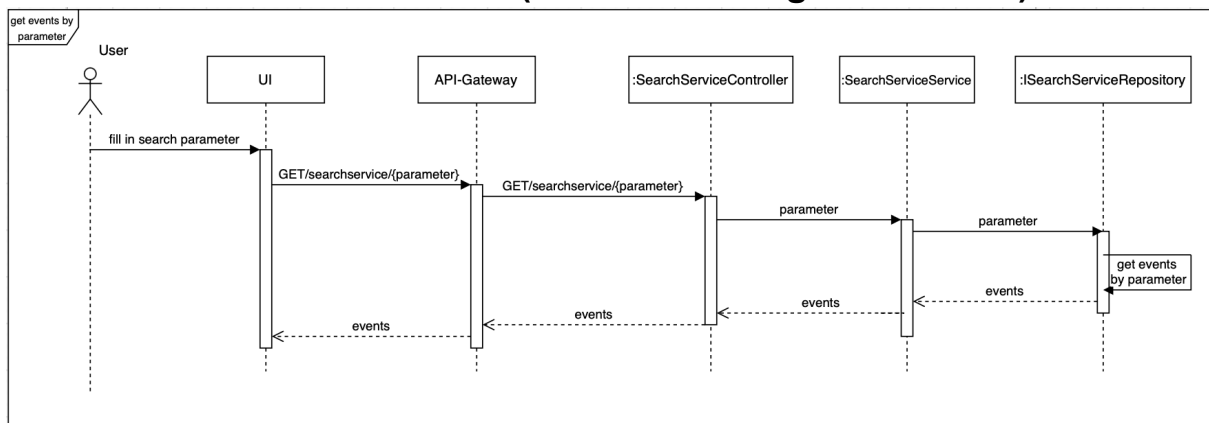 get events by
parameter
User
UI
API-Gateway
:SearchServiceController
:SearchServiceService
:ISearchServiceRepository
fill in search parameter
GET/searchservice/{parameter}
GET/searchservice/{parameter}
parameter
parameter
get events
by parameter
events
events
events
events